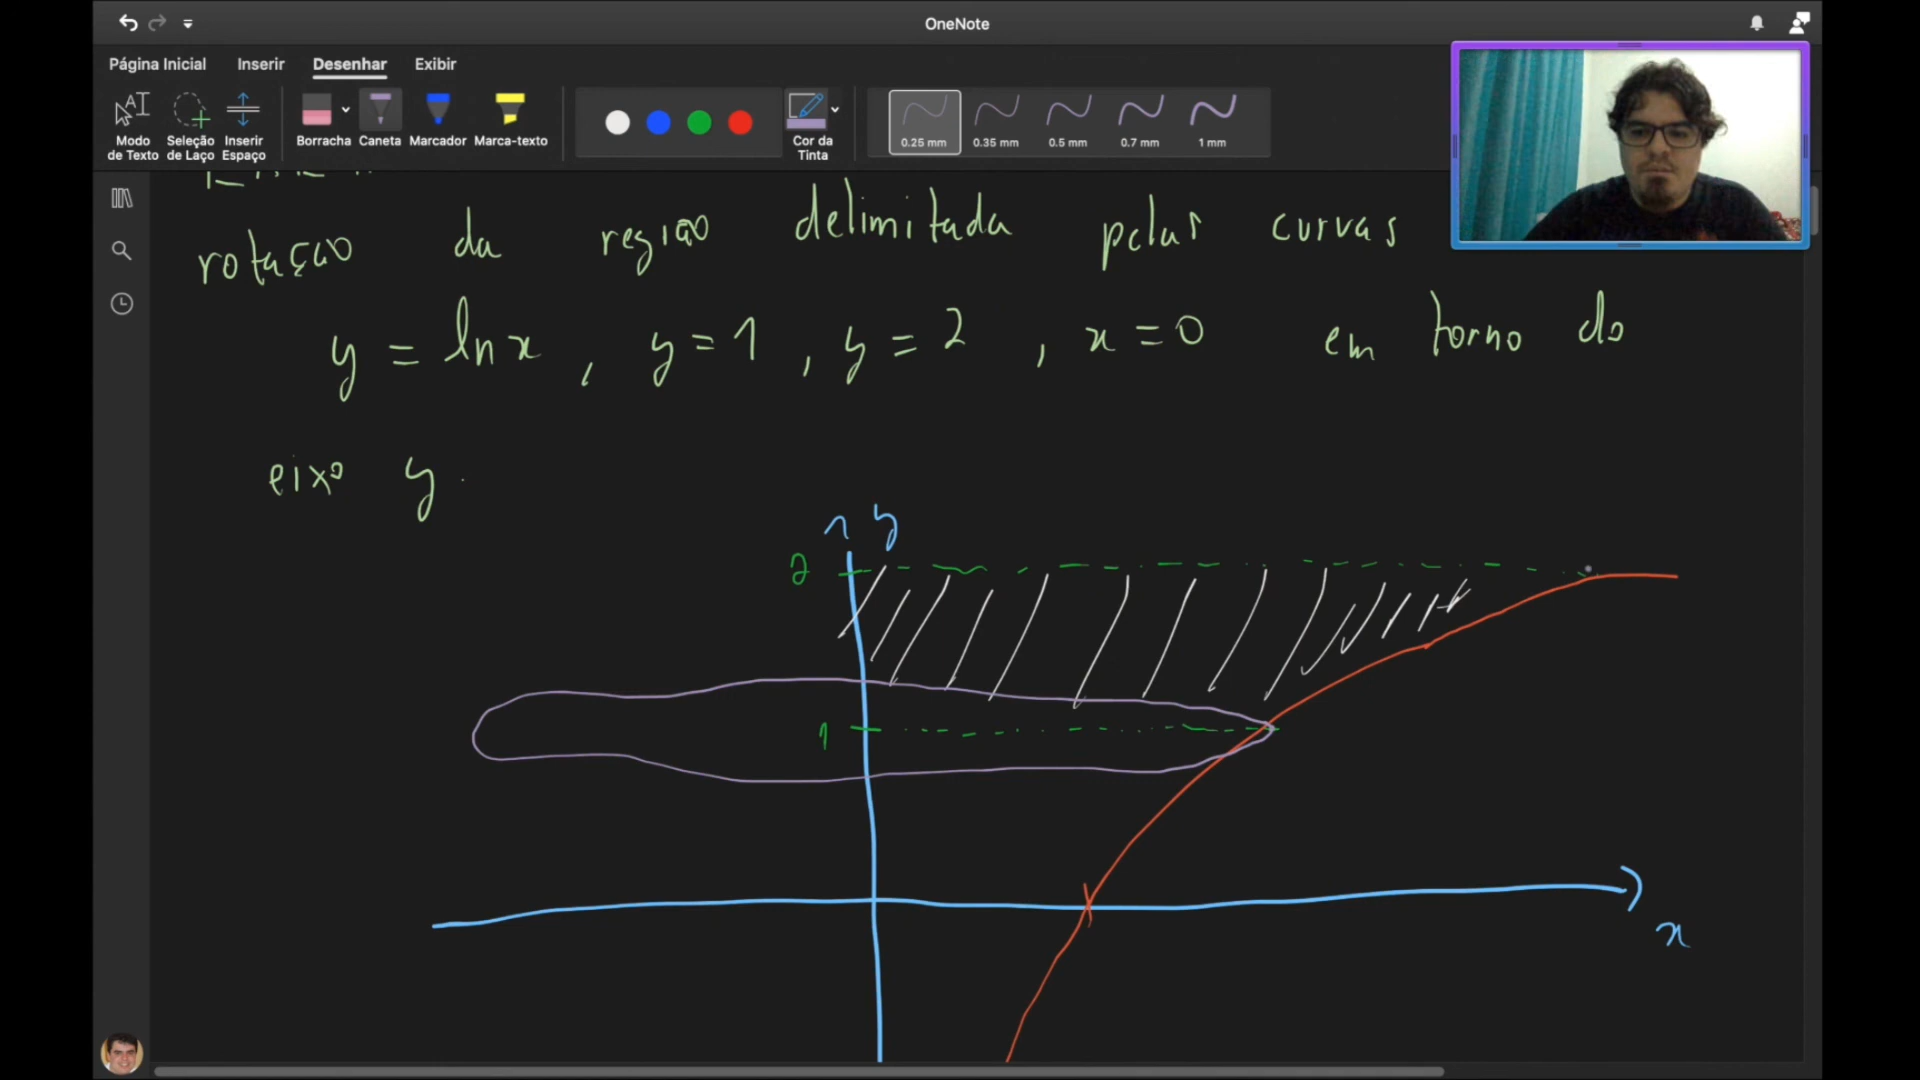 OneNote
Página Inicial Inserir Desenhar Exibir
Modo de Texto Seleção de Laço Inserir Espaço Borracha Caneta Marcador Marca-texto Cor da Tinta 0.25 mm 0.35 mm 0.5 mm 0.7 mm 1 mm
rotação da região delimitada pelas curvas
y = ln x , y = 1 , y = 2 , x = 0 em torno do
eixo y.
y
2
1
x